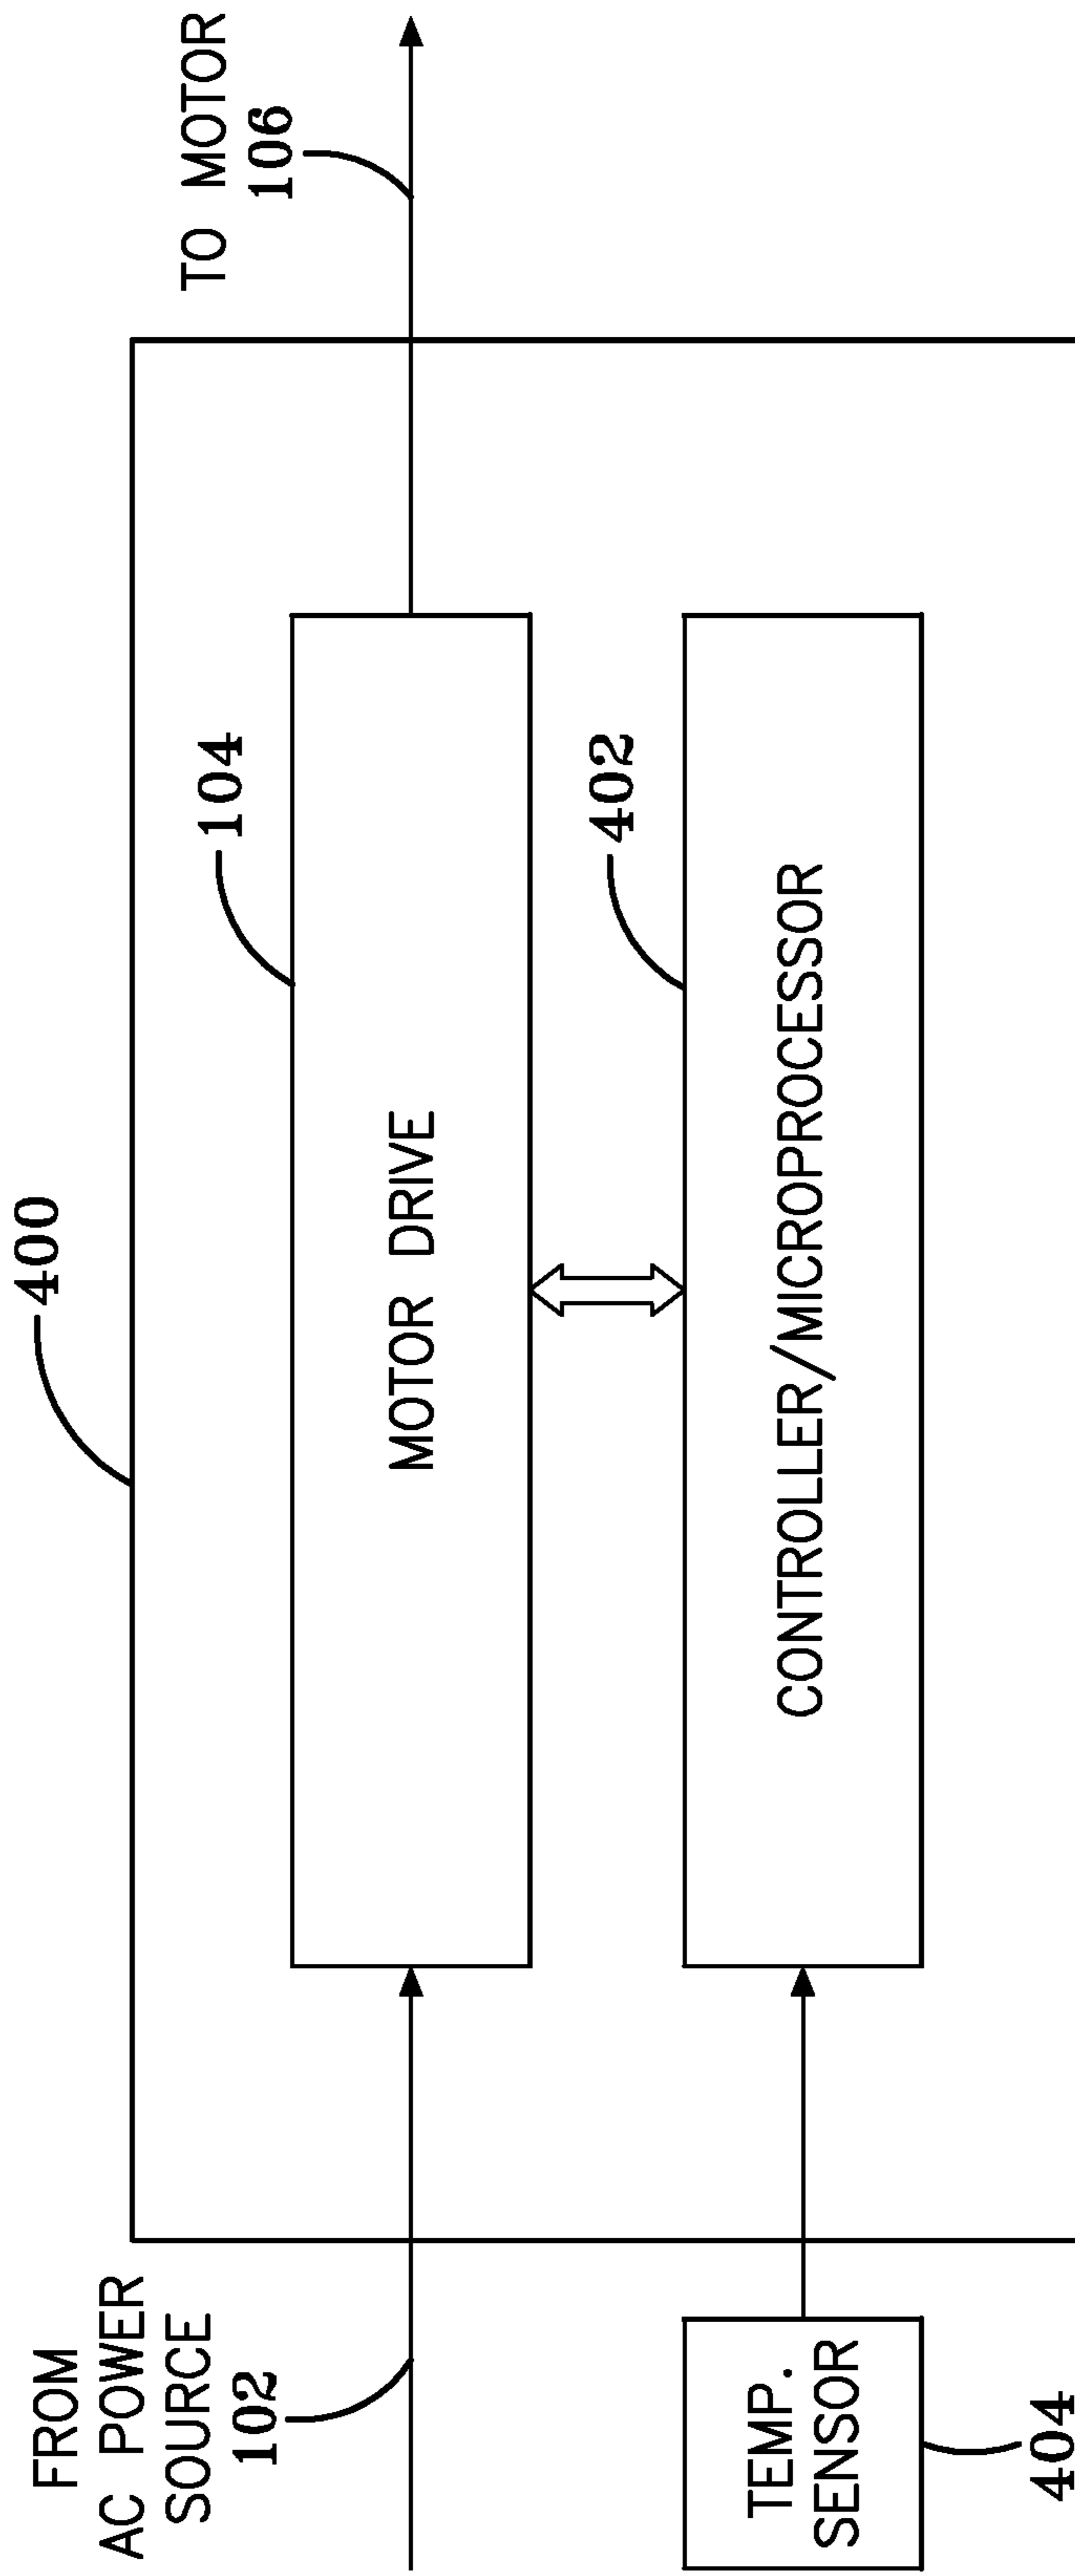 400
FROM
AC POWER
SOURCE
102
TO MOTOR
106
104
MOTOR DRIVE
402
CONTROLLER/MICROPROCESSOR
TEMP.
SENSOR
404